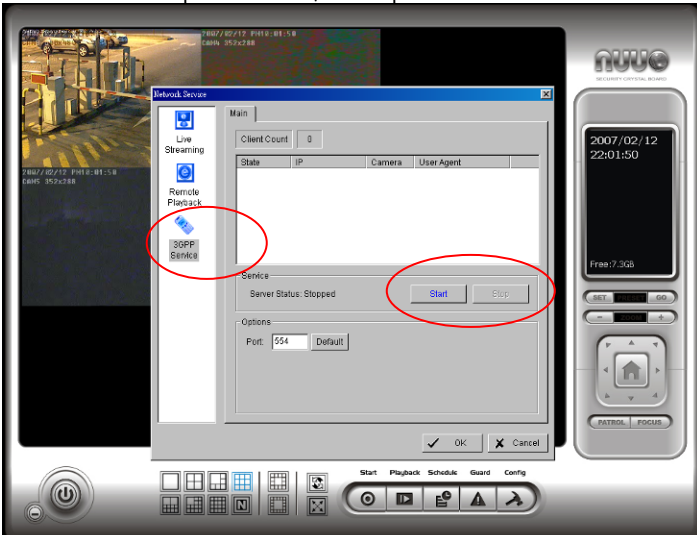 2007/02/12 PM10:01:50
CAM4 352x288
nuuo
SECURITY CRYSTAL BOARD
Network Service
Main
Live
Streaming
Remote
Playback
3GPP
Service
Client Count 0
State IP Camera User Agent
Service
Server Status: Stopped
Start Stop
Options
Port: 554 Default
OK Cancel
2007/02/12 PM10:01:50
CAM5 352x288
2007/02/12
22:01:50
Free:7.3GB
SET PRESET GO
- ZOOM +
PATROL FOCUS
Start Playback Schedule Guard Config
N